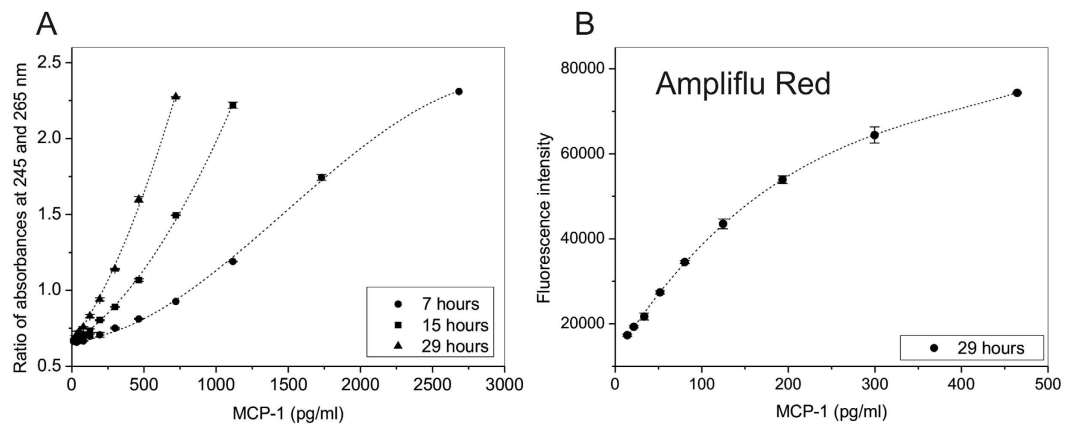 A
Ratio of absorbances at 245 and 265 nm
2.5
2.0
1.5
1.0
0.5
0
500
1000
1500
2000
2500
3000
MCP-1 (pg/ml)
7 hours
15 hours
29 hours
B
Ampliflu Red
Fluorescence intensity
80000
60000
40000
20000
0
100
200
300
400
500
MCP-1 (pg/ml)
29 hours